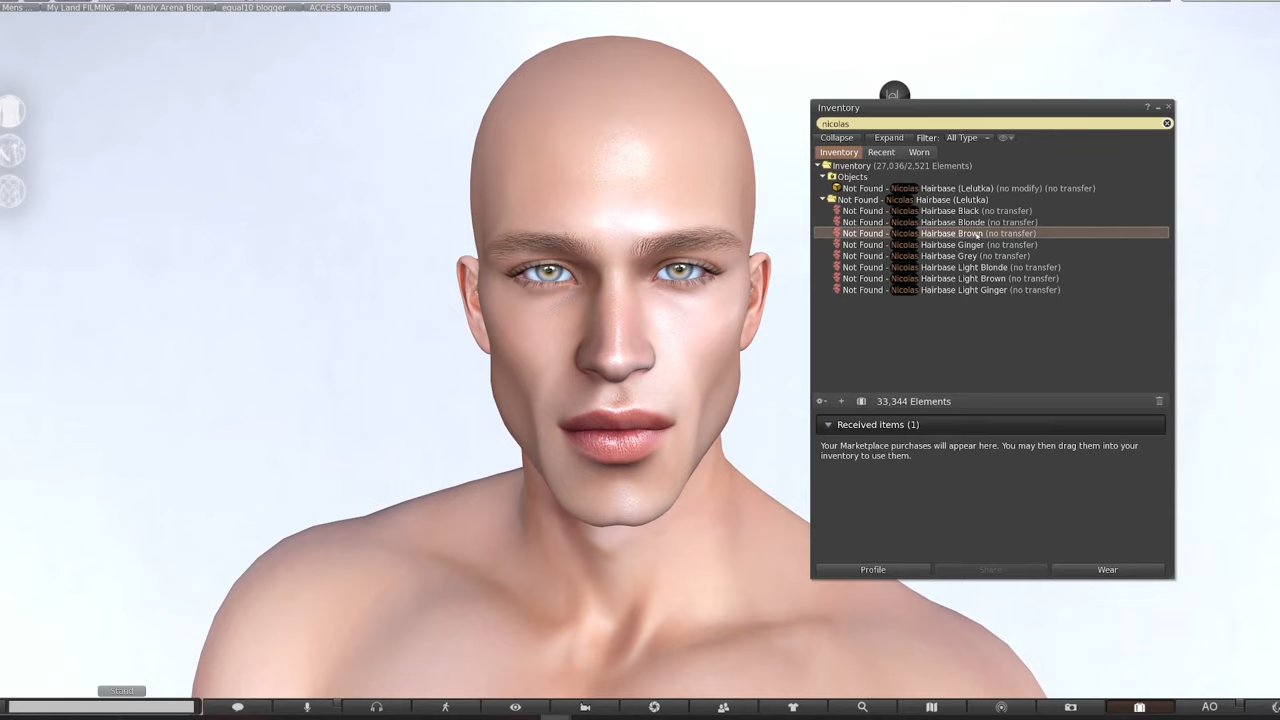 Mens ... My Land FILMING Manly Arena Blog... equal10 blogger ... ACCESS Payment...
Inventory
nicolas
Collapse Expand Filter: All Type
Inventory Recent Worn
Inventory (27,036/2,521 Elements)
Objects
Not Found - Nicolas Hairbase (Lelutka) (no modify) (no transfer)
Not Found - Nicolas Hairbase (Lelutka)
Not Found - Nicolas Hairbase Black (no transfer)
Not Found - Nicolas Hairbase Blonde (no transfer)
Not Found - Nicolas Hairbase Brown (no transfer)
Not Found - Nicolas Hairbase Ginger (no transfer)
Not Found - Nicolas Hairbase Grey (no transfer)
Not Found - Nicolas Hairbase Light Blonde (no transfer)
Not Found - Nicolas Hairbase Light Brown (no transfer)
Not Found - Nicolas Hairbase Light Ginger (no transfer)
33,344 Elements
Received items (1)
Your Marketplace purchases will appear here. You may then drag them into your
inventory to use them.
Profile Share Wear
Stand
AO